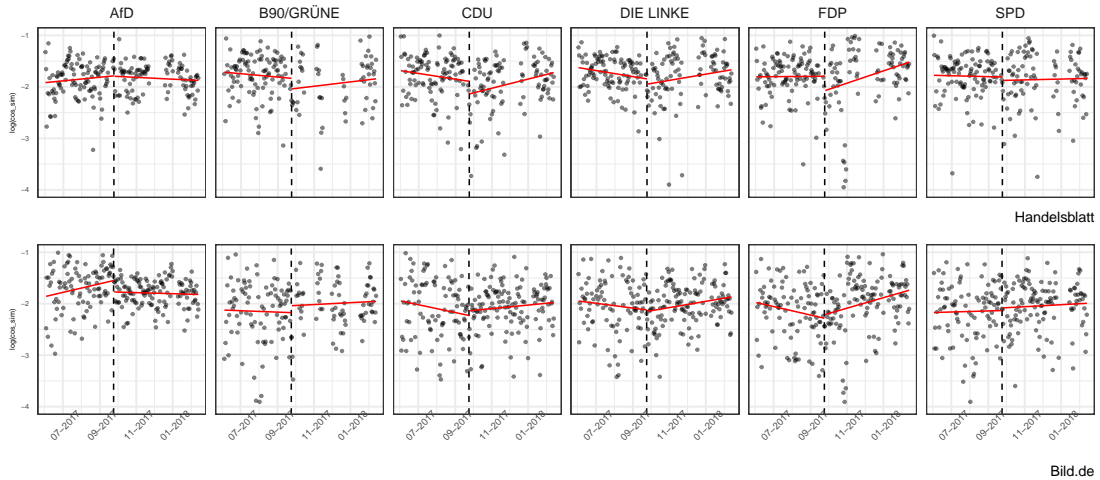 AfD B90/GRÜNE CDU DIE LINKE FDP SPD
log(cos_sim)
−1
−2
−3
−4
Handelsblatt
log(cos_sim)
−1
−2
−3
−4
07−2017 09−2017 11−2017 01−2018 07−2017 09−2017 11−2017 01−2018 07−2017 09−2017 11−2017 01−2018 07−2017 09−2017 11−2017 01−2018 07−2017 09−2017 11−2017 01−2018 07−2017 09−2017 11−2017 01−2018
Bild.de